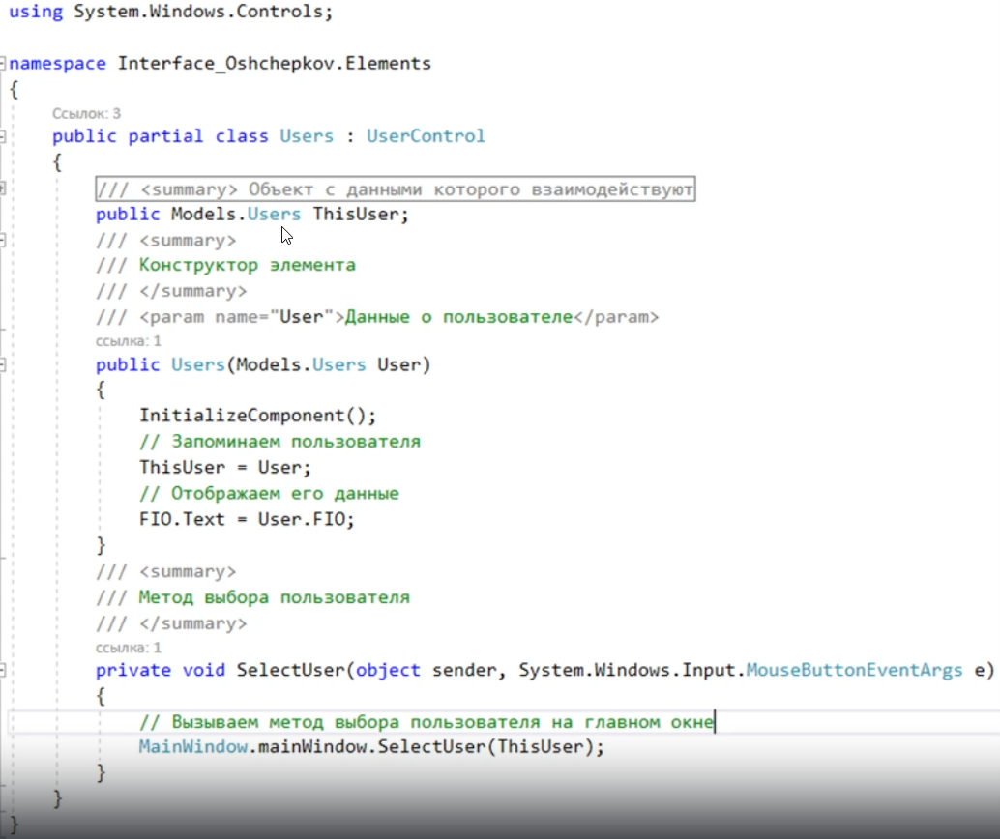 using System.Windows.Controls;
namespace Interface_Oshchepkov.Elements
{
Ссылок: 3
public partial class Users : UserControl
{
/// <summary> Объект с данными которого взаимодействуют
public Models.Users ThisUser;
/// <summary>
/// Конструктор элемента
/// </summary>
/// <param name="User">Данные о пользователе</param>
ссылка: 1
public Users(Models.Users User)
{
InitializeComponent();
// Запоминаем пользователя
ThisUser = User;
// Отображаем его данные
FIO.Text = User.FIO;
}
/// <summary>
/// Метод выбора пользователя
/// </summary>
ссылка: 1
private void SelectUser(object sender, System.Windows.Input.MouseButtonEventArgs e)
{
// Вызываем метод выбора пользователя на главном окне
MainWindow.mainWindow.SelectUser(ThisUser);
}
}
}